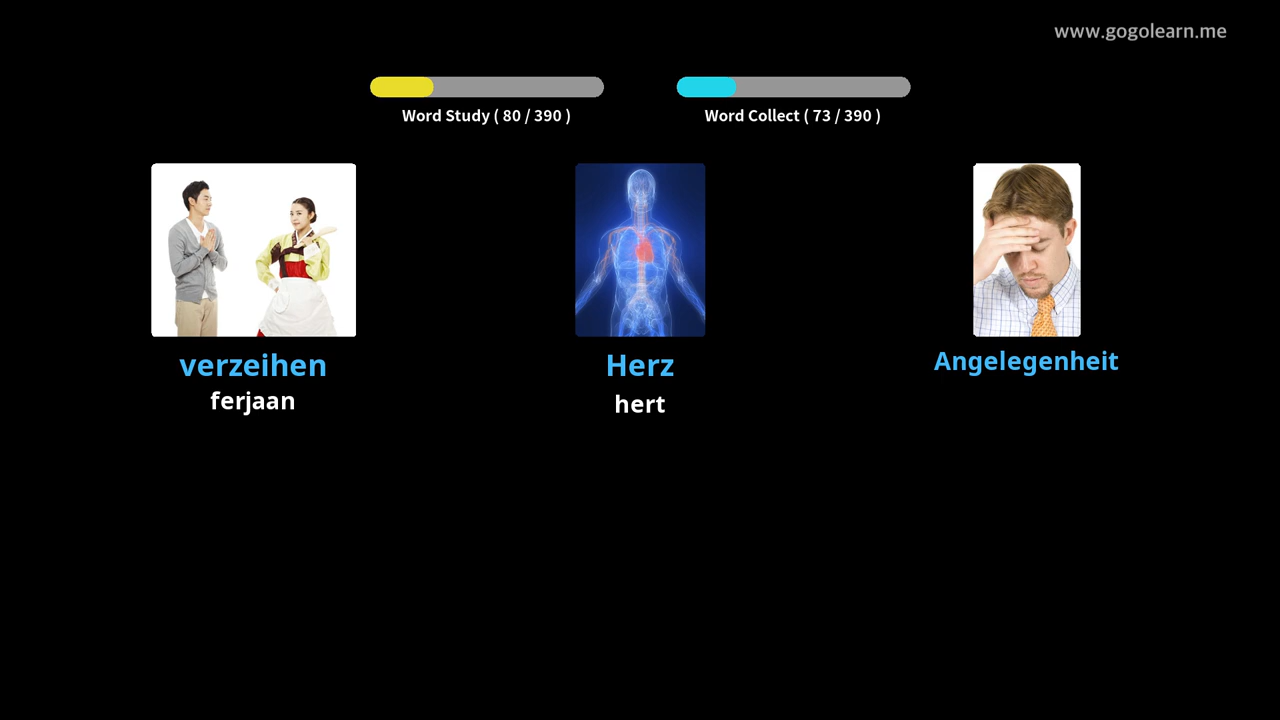 www.gogolearn.me
Word Study ( 80 / 390 )
Word Collect ( 73 / 390 )
verzeihen
ferjaan
Herz
hert
Angelegenheit